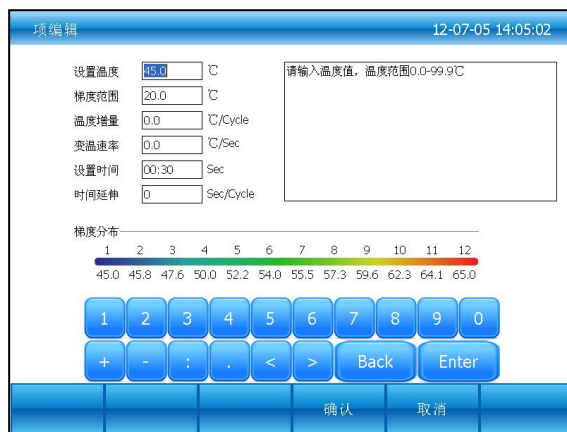 项编辑 12-07-05 14:05:02
设置温度 45.0 ℃
梯度范围 20.0 ℃
温度增量 0.0 ℃/Cycle
变温速率 0.0 ℃/Sec
设置时间 00:30 Sec
时间延伸 0 Sec/Cycle
请输入温度值，温度范围0.0-99.9℃
梯度分布
1 2 3 4 5 6 7 8 9 10 11 12
45.0 45.8 47.6 50.0 52.2 54.0 55.5 57.3 59.6 62.3 64.1 65.0
1 2 3 4 5 6 7 8 9 0
+ - : . < > Back Enter
确认 取消